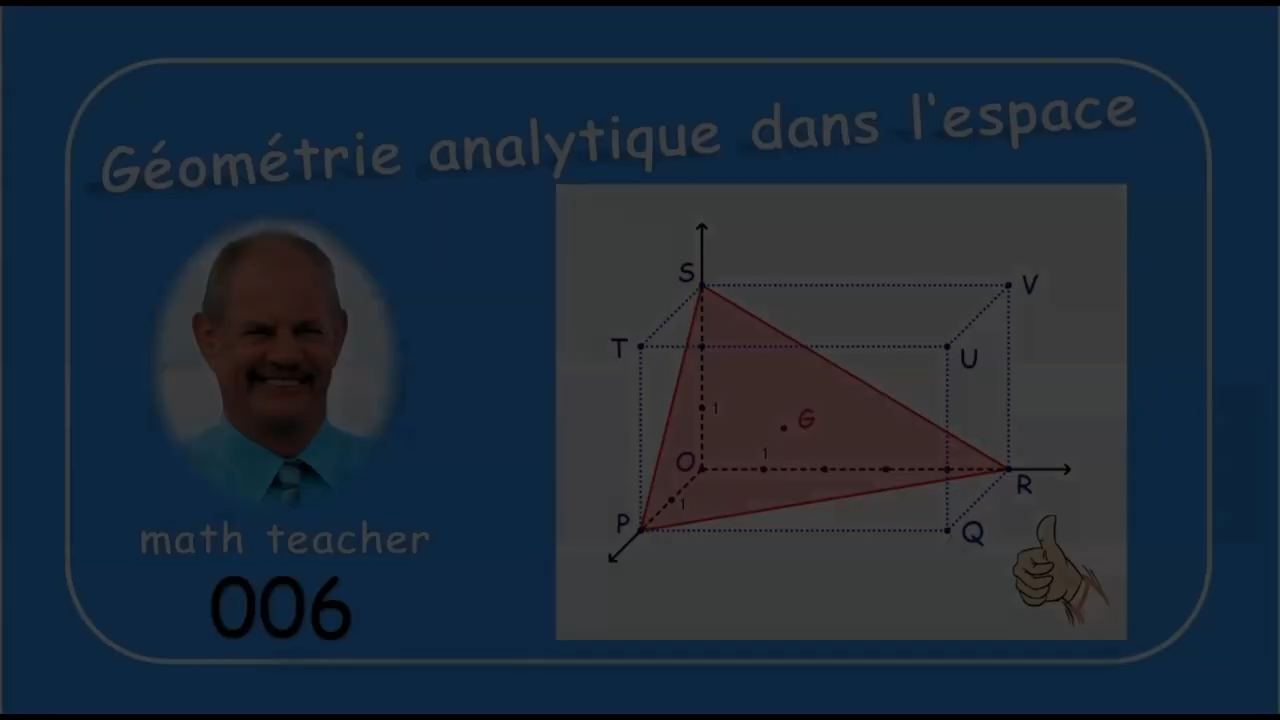 Géométrie analytique dans l'espace
S
V
T
U
1
G
1
O
R
1
P
Q
math teacher
006